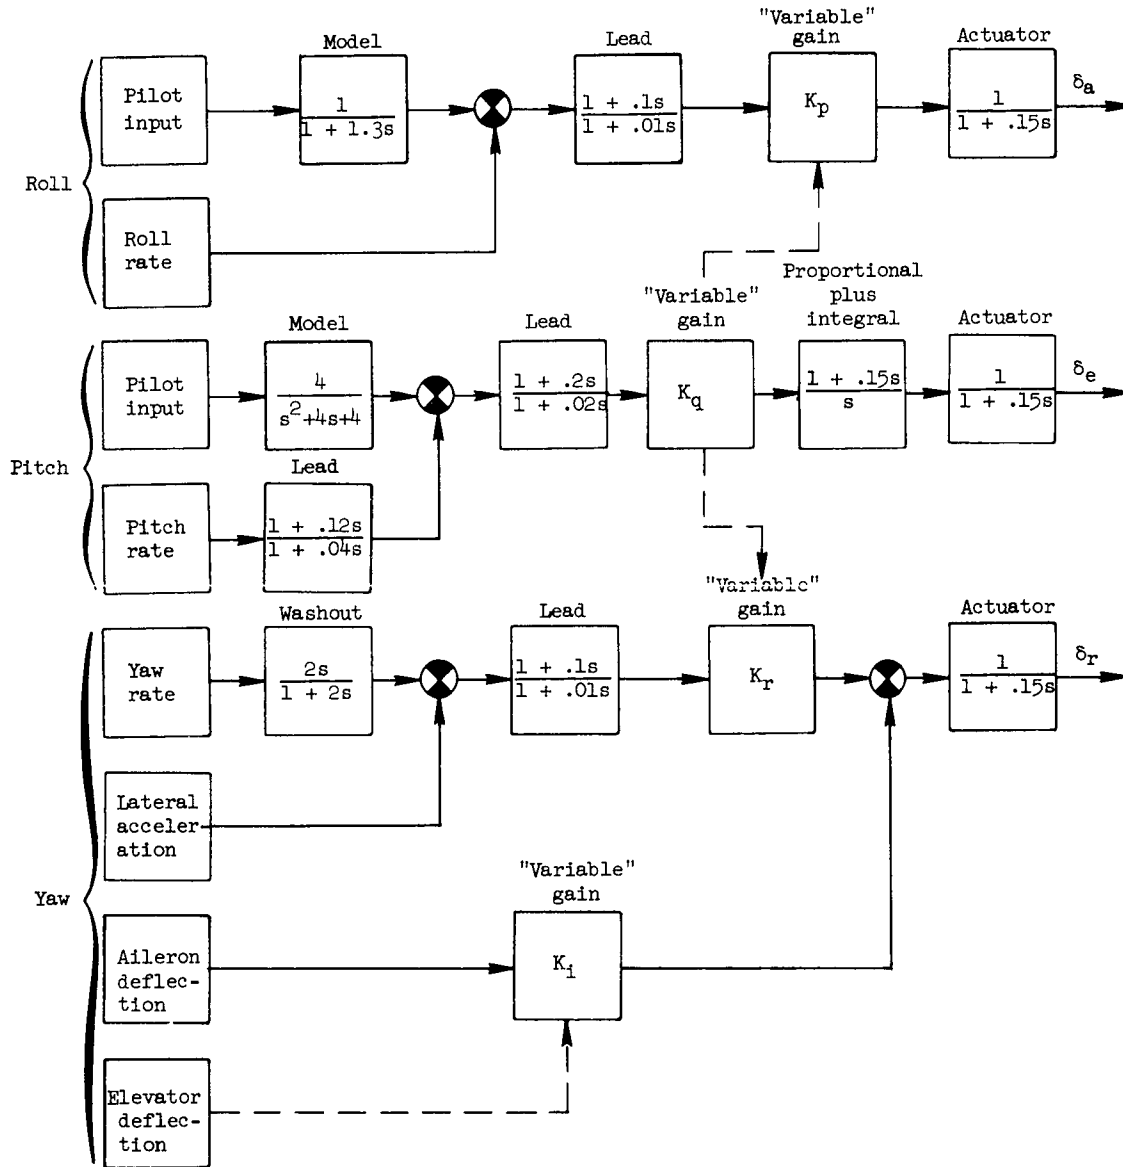 "Variable"
gain
Model
Lead
Actuator
Pilot
input
1
1 + 1.3s
1 + .1s
1 + .01s
Kp
1
1 + .15s
δa
Roll
Roll
rate
Model
Lead
"Variable"
gain
Proportional
plus
integral
Actuator
Pilot
input
4
s²+4s+4
1 + .2s
1 + .02s
Kq
1 + .15s
s
1
1 + .15s
δe
Pitch
Lead
Pitch
rate
1 + .12s
1 + .04s
Washout
Lead
"Variable"
gain
Actuator
Yaw
rate
2s
1 + 2s
1 + .1s
1 + .01s
Kr
1
1 + .15s
δr
Lateral
acceler
ation
Yaw
"Variable"
gain
Aileron
deflec-
tion
Ki
Elevator
deflec-
tion